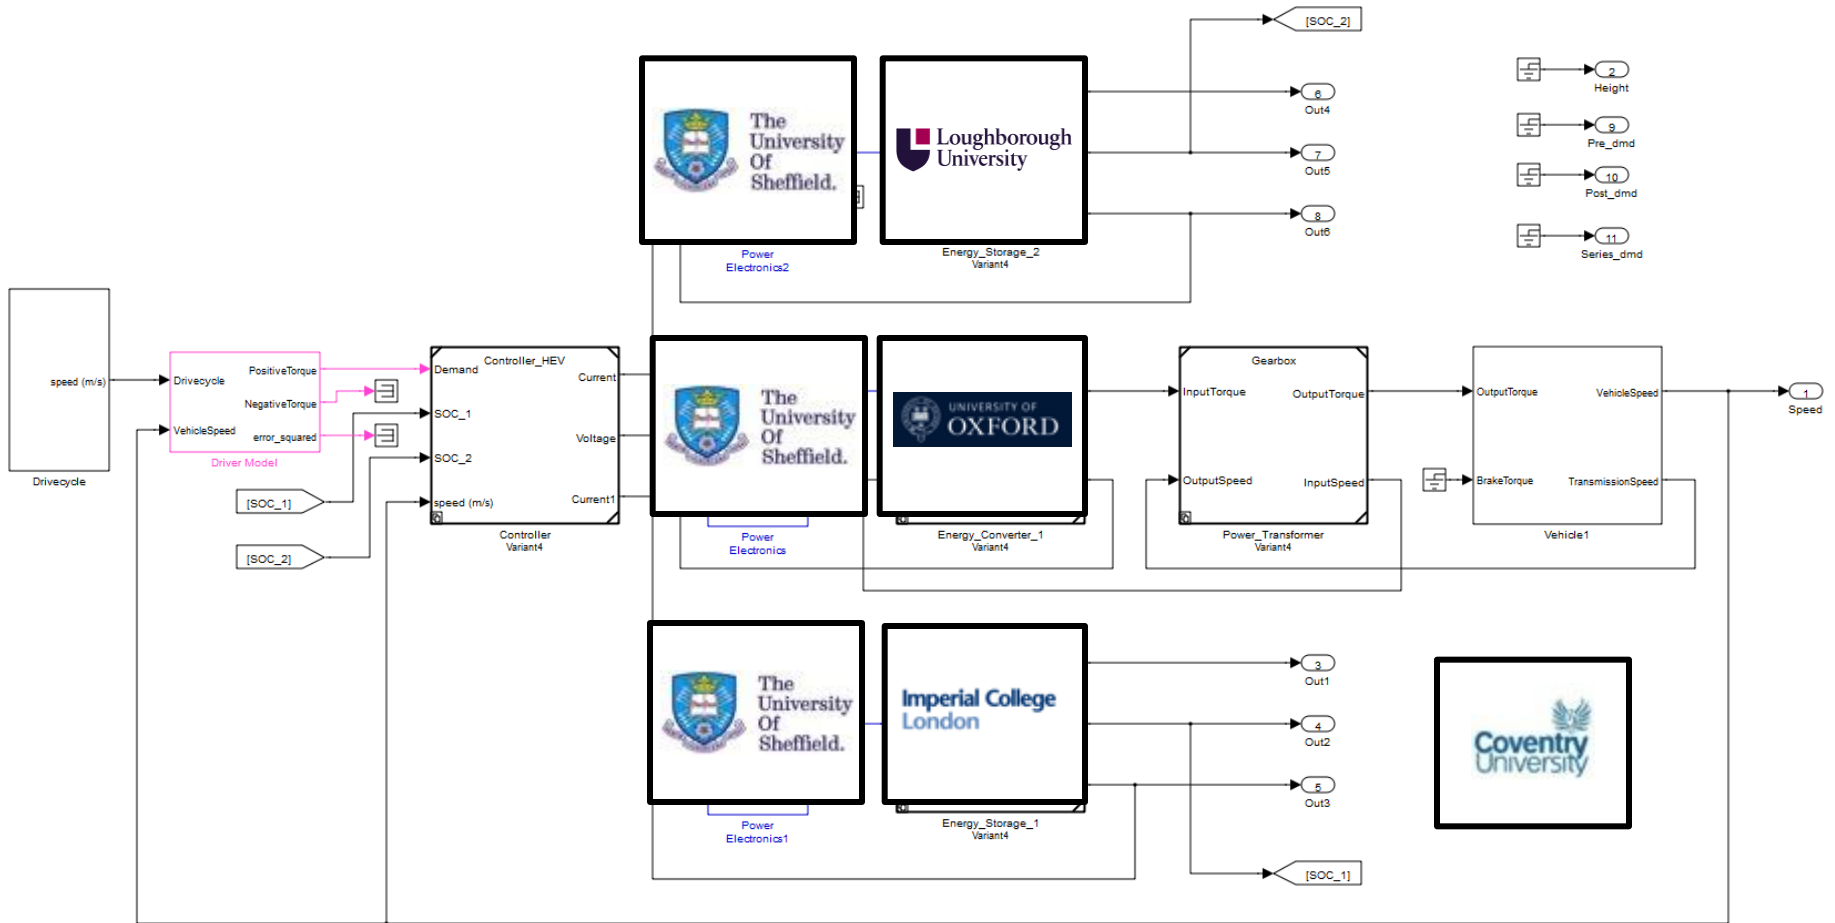 [SOC_2]
The
University
Of
Sheffield.
Loughborough
University
6
Out4
7
Out5
8
Out6
2
Height
9
Pre_dmd
10
Post_dmd
11
Series_dmd
Power
Electronics2
Energy_Storage_2
Variant4
speed (m/s)
Drivecycle
Drivecycle
VehicleSpeed
PositiveTorque
NegativeTorque
error_squared
Driver Model
[SOC_1]
[SOC_2]
Controller_HEV
Demand
SOC_1
SOC_2
speed (m/s)
Current
Voltage
Current1
Controller
Variant4
The
University
Of
Sheffield.
Power
Electronics
UNIVERSITY OF
OXFORD
Energy_Converter_1
Variant4
Gearbox
InputTorque
OutputSpeed
OutputTorque
InputSpeed
Power_Transformer
Variant4
OutputTorque
BrakeTorque
VehicleSpeed
TransmissionSpeed
Vehicle1
1
Speed
The
University
Of
Sheffield.
Power
Electronics1
Imperial College
London
Energy_Storage_1
Variant4
3
Out1
4
Out2
5
Out3
[SOC_1]
Coventry
University